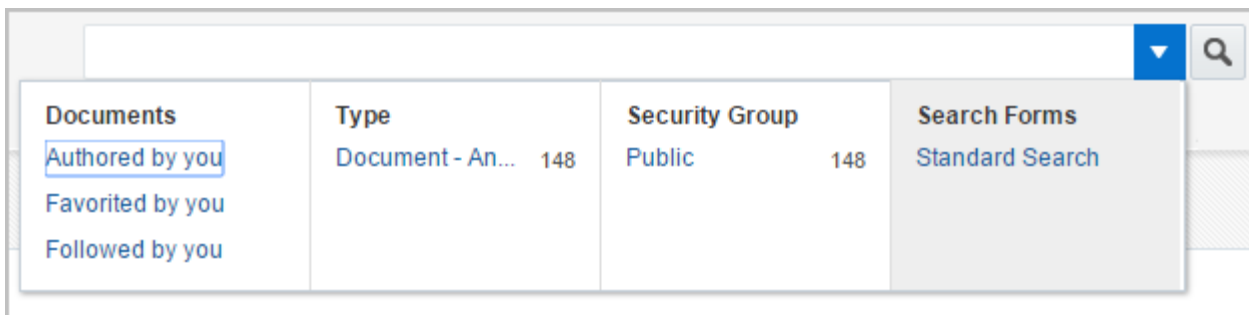 Documents
Authored by you
Favorited by you
Followed by you
Type
Document - An... 148
Security Group
Public 148
Search Forms
Standard Search